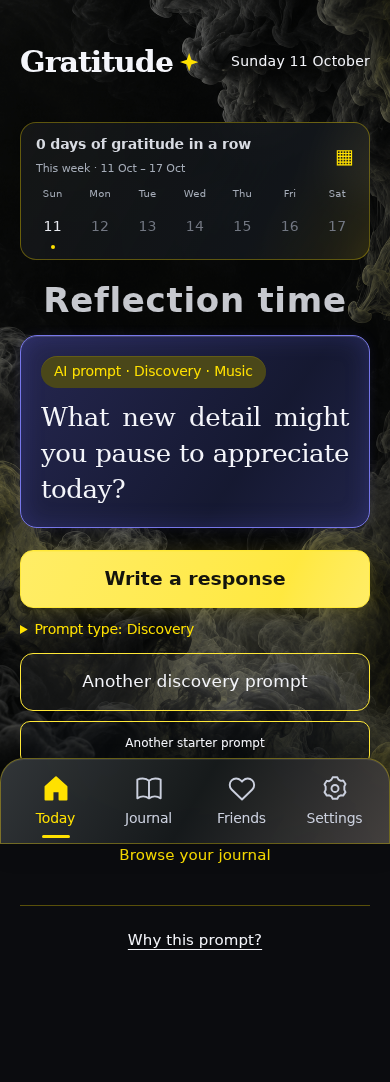 Gratitude
Sunday 11 October
0 days of gratitude in a row
This week · 11 Oct – 17 Oct
Sun Mon Tue Wed Thu Fri Sat
11 12 13 14 15 16 17
Reflection time
AI prompt · Discovery · Music
What new detail might
you pause to appreciate
today?
Write a response
Prompt type: Discovery
Another discovery prompt
Another starter prompt
Today Journal Friends Settings
Browse your journal
Why this prompt?